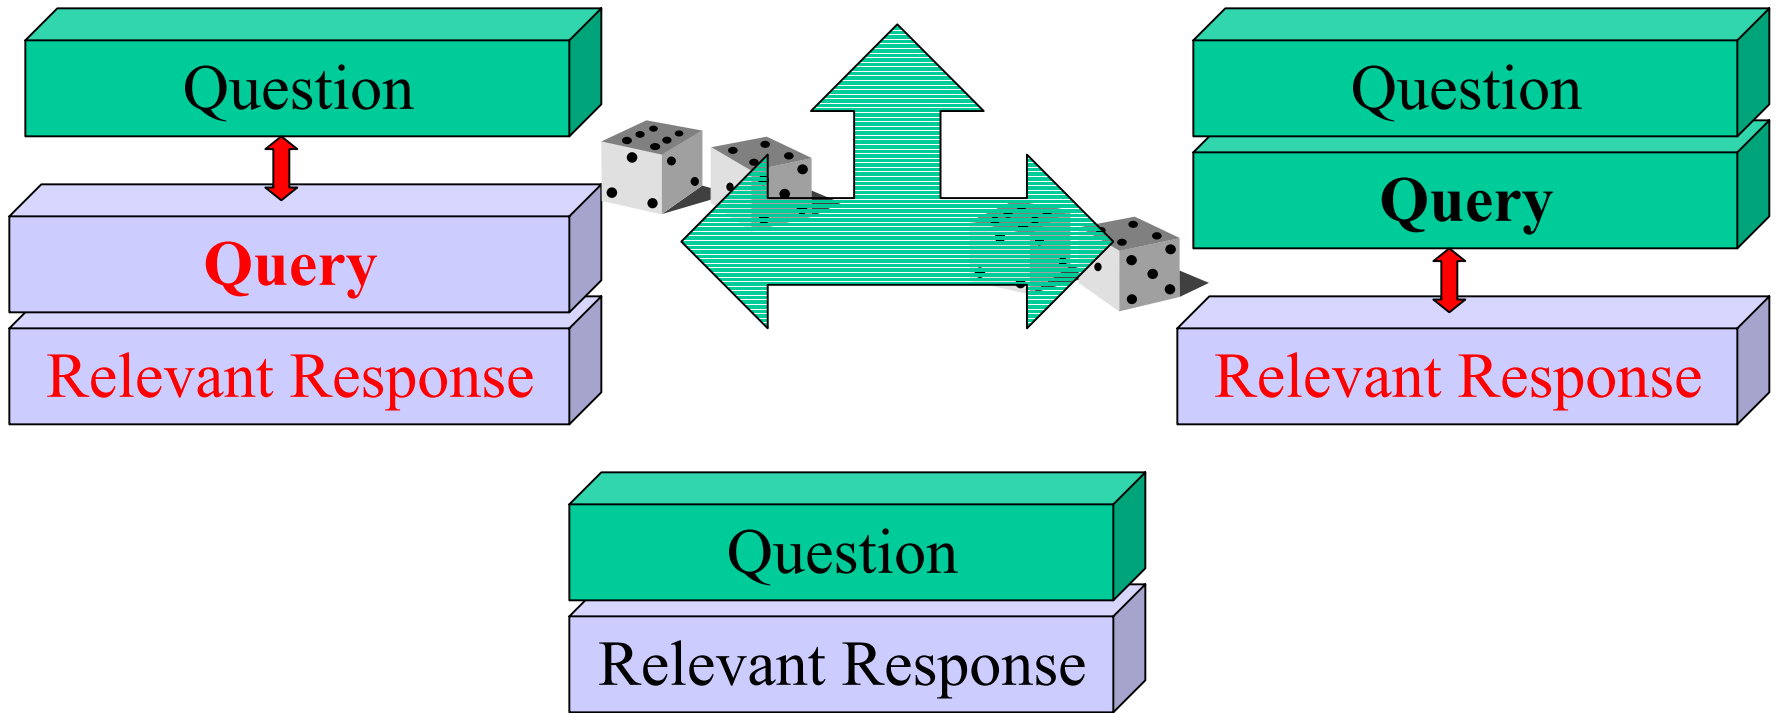 Question
Query
Relevant Response
Question
Query
Relevant Response
Question
Relevant Response